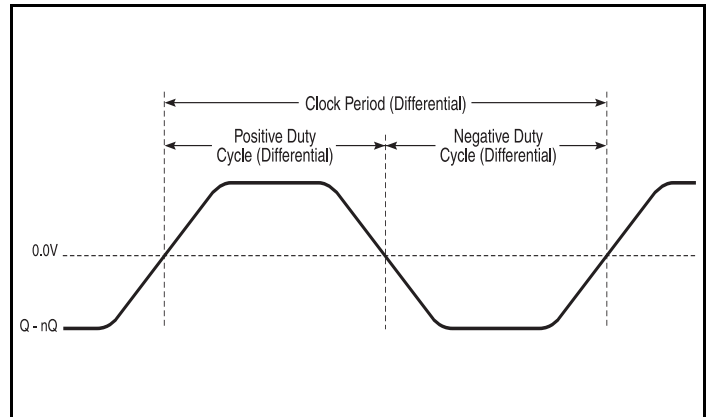 Clock Period (Differential)
Positive Duty
Cycle (Differential)
Negative Duty
Cycle (Differential)
0.0V
Q - nQ